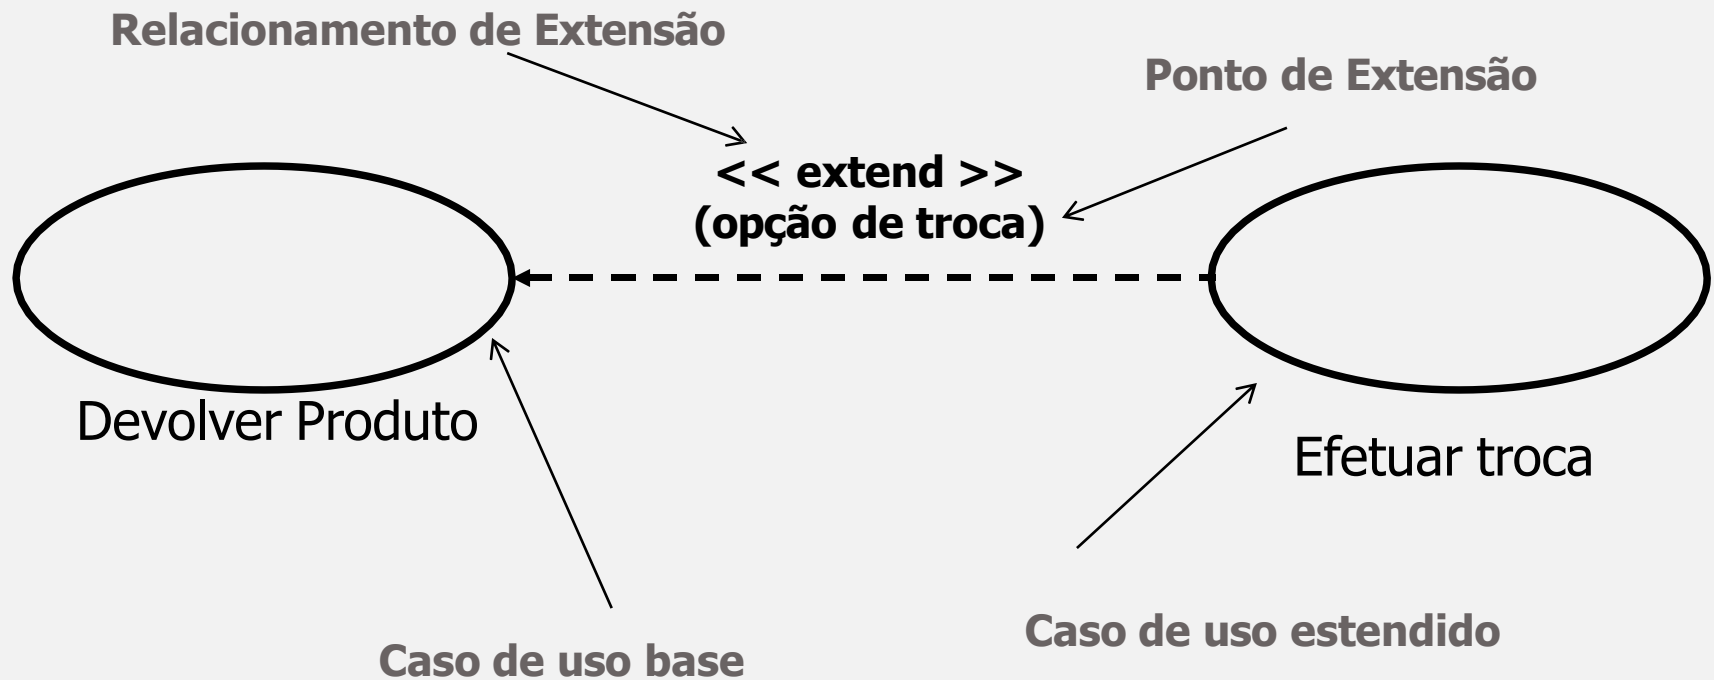 Relacionamento de Extensão
Ponto de Extensão
<< extend >>
(opção de troca)
Devolver Produto
Efetuar troca
Caso de uso estendido
Caso de uso base